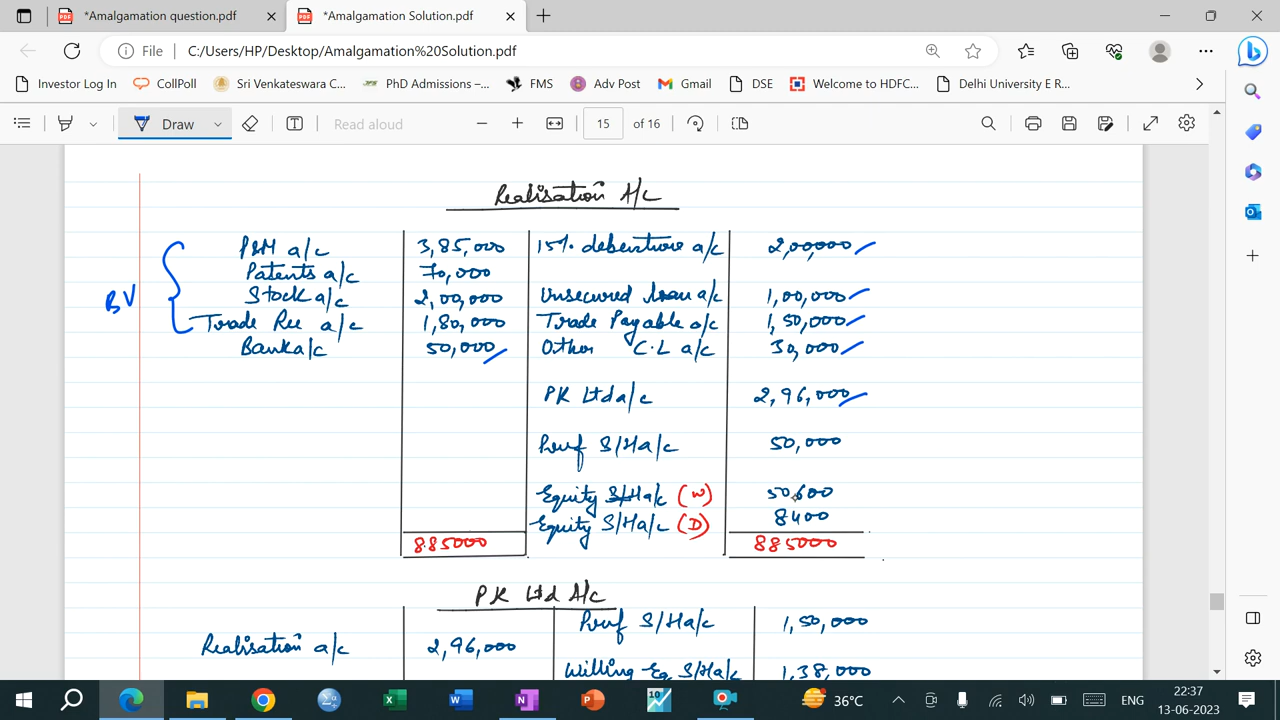 *Amalgamation question.pdf
*Amalgamation Solution.pdf
File C:/Users/HP/Desktop/Amalgamation%20Solution.pdf
Investor Log In CollPoll Sri Venkateswara C... PhD Admissions –... FMS Adv Post Gmail DSE Welcome to HDFC... Delhi University E R...
Draw Read aloud 15 of 16
Realisation A/c
P&M a/c 3,85,000 15% debenture a/c 2,00,000
Patents a/c 70,000
BV Stock a/c 2,00,000 Unsecured loan a/c 1,00,000
Trade Rec a/c 1,80,000 Trade Payable a/c 1,50,000
Bank a/c 50,000 Other C.L a/c 30,000
PK Ltd a/c 2,96,000
Pref S/H a/c 50,000
Equity S/H a/c (W) 50,600
Equity S/H a/c (D) 8400
885000 885000
PK Ltd A/c
Pref S/H a/c 1,50,000
Realisation a/c 2,96,000
Willing Eq S/H a/c 1,38,000
36°C ENG 22:37
13-06-2023